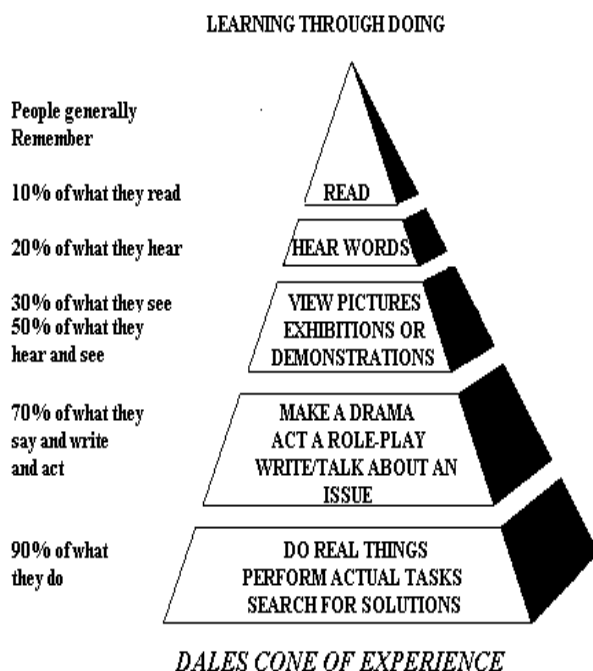 LEARNING THROUGH DOING
People generally
Remember
10% of what they read
READ
20% of what they hear
HEAR WORDS
30% of what they see
50% of what they
hear and see
VIEW PICTURES
EXHIBITIONS OR
DEMONSTRATIONS
70% of what they
say and write
and act
MAKE A DRAMA
ACT A ROLE-PLAY
WRITE/TALK ABOUT AN
ISSUE
90% of what
they do
DO REAL THINGS
PERFORM ACTUAL TASKS
SEARCH FOR SOLUTIONS
DALES CONE OF EXPERIENCE